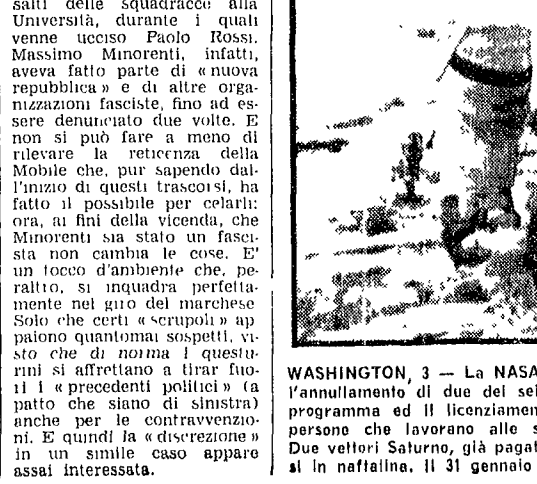 salti delle squadracce alla
Università, durante i quali
venne ucciso Paolo Rossi.
Massimo Minorenti, infatti,
aveva fatto parte di « nuova
repubblica » e di altre orga-
nizzazioni fasciste, fino ad es-
sere denunciato due volte. E
non si può fare a meno di
rilevare la reticenza della
Mobile che, pur sapendo dal-
l'inizio di questi trascorsi, ha
fatto il possibile per celarli:
ora, ai fini della vicenda, che
Minorenti sia stato un fasci-
sta non cambia le cose. E'
un tocco d'ambiente che, pe-
raltro, si inquadra perfetta-
mente nel giro del marchese
Solo che certi « scrupoli » ap
paiono quantomai sospetti, vi-
sto che di norma i questu-
rini si affrettano a tirar fuo-
ri i « precedenti politici » (a
patto che siano di sinistra)
anche per le contravvenzio-
ni. E quindi la « discrezione »
in un simile caso appare
assai interessata.
WASHINGTON, 3 — La NASA
l'annullamento di due dei sei
programma ed il licenziamen
persone che lavorano alle s
Due vettori Saturno, già pagat
si in naftalina. Il 31 gennaio